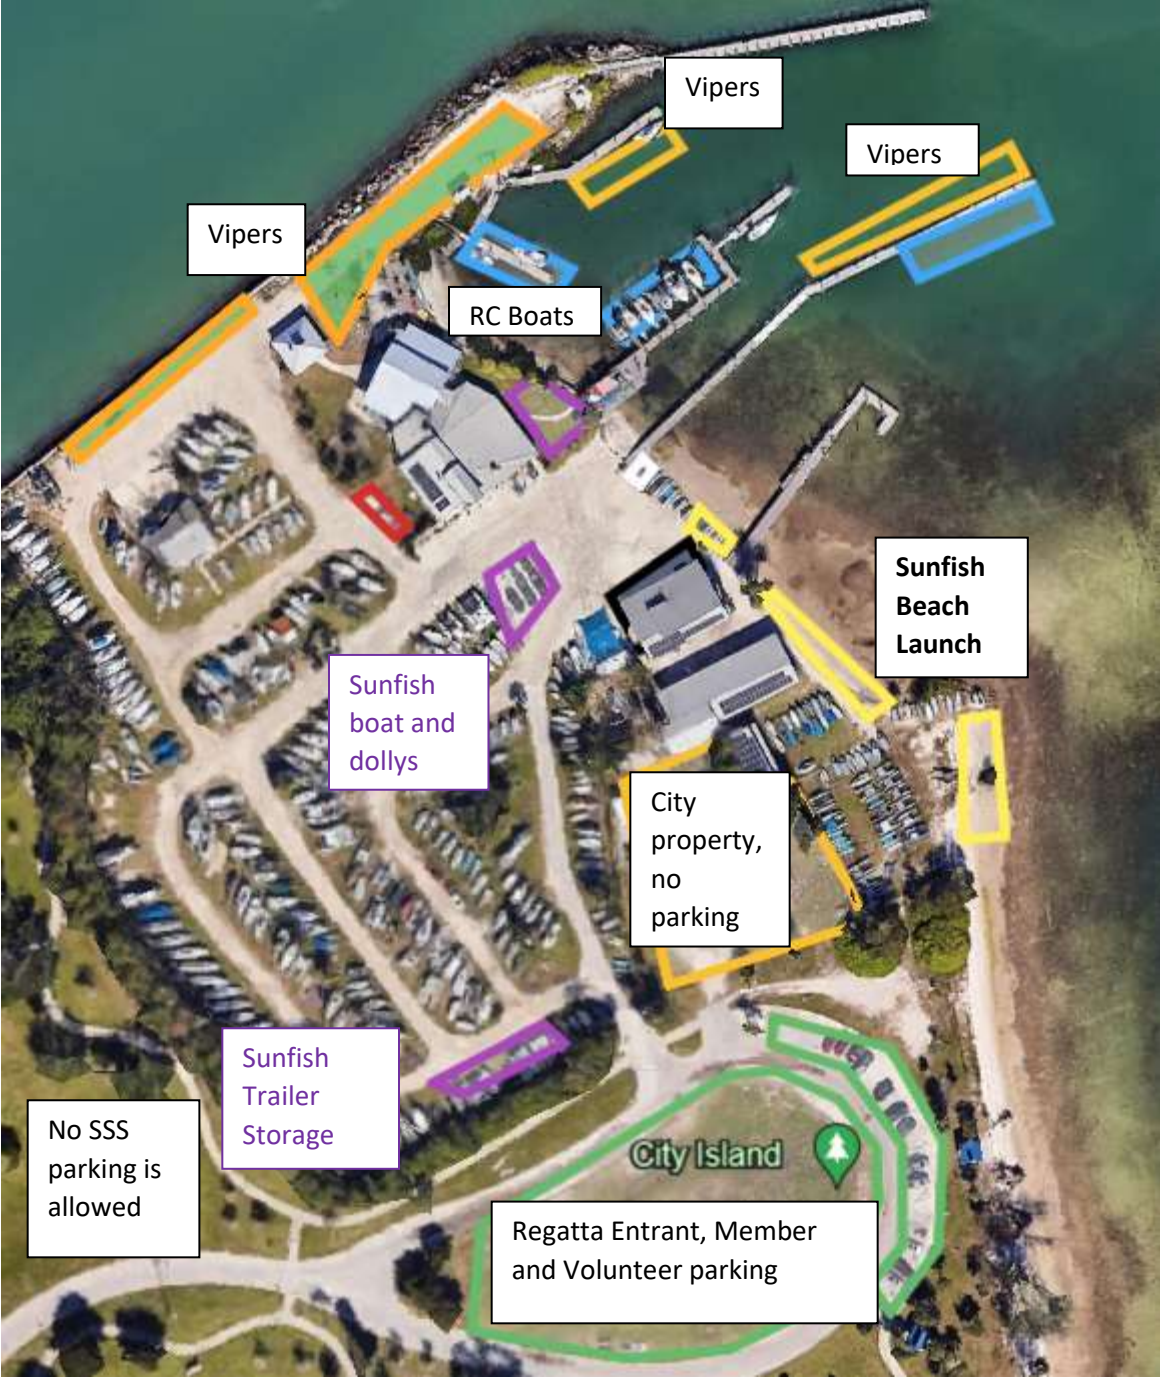 Vipers
Vipers
Vipers
RC Boats
Sunfish
Beach
Launch
Sunfish
boat and
dollys
City
property,
no
parking
Sunfish
Trailer
Storage
No SSS
parking is
allowed
City Island
Regatta Entrant, Member
and Volunteer parking